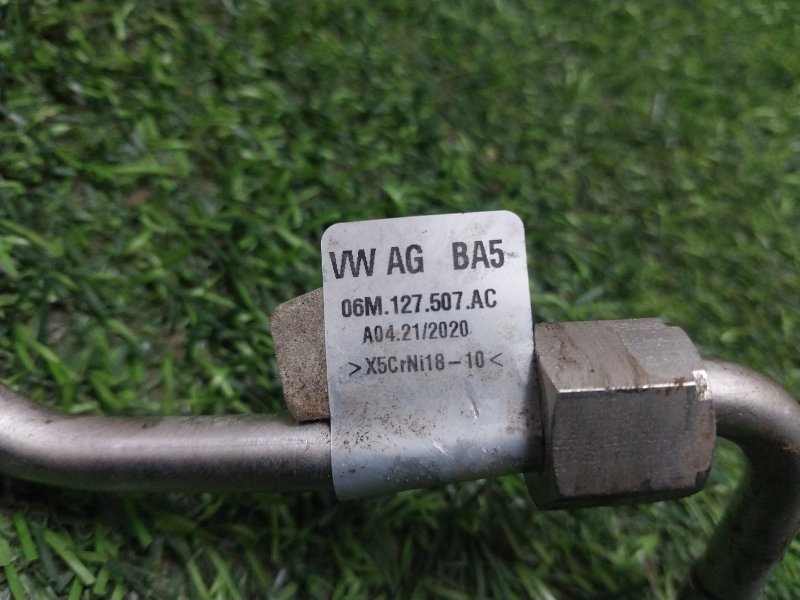 VW AG BA5
06M.127.507.AC
A04.21/2020
>X5CrNi18-10<